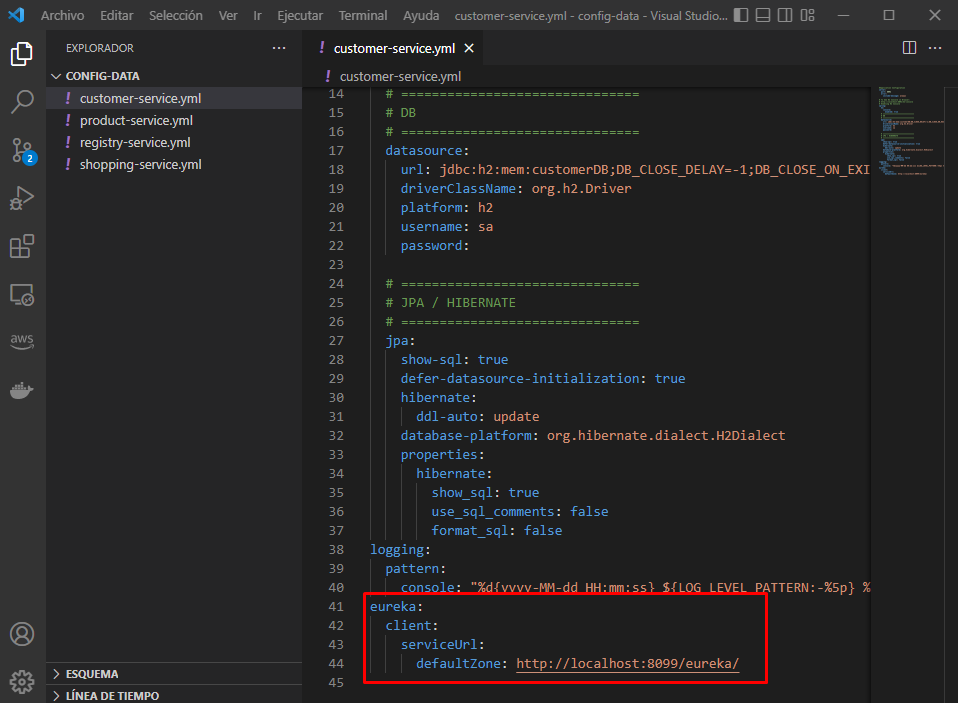 Archivo Editar Selección Ver Ir Ejecutar Terminal Ayuda customer-service.yml - config-data - Visual Studio...
EXPLORADOR
CONFIG-DATA
! customer-service.yml
! product-service.yml
! registry-service.yml
! shopping-service.yml
2
aws
ESQUEMA
LÍNEA DE TIEMPO
! customer-service.yml
! customer-service.yml
14 # ===============================
15 # DB
16 # ===============================
17 datasource:
18 url: jdbc:h2:mem:customerDB;DB_CLOSE_DELAY=-1;DB_CLOSE_ON_EXI
19 driverClassName: org.h2.Driver
20 platform: h2
21 username: sa
22 password:
23
24 # ===============================
25 # JPA / HIBERNATE
26 # ===============================
27 jpa:
28 show-sql: true
29 defer-datasource-initialization: true
30 hibernate:
31 ddl-auto: update
32 database-platform: org.hibernate.dialect.H2Dialect
33 properties:
34 hibernate:
35 show_sql: true
36 use_sql_comments: false
37 format_sql: false
38 logging:
39 pattern:
40 console: "%d{yyyy-MM-dd HH:mm:ss} ${LOG_LEVEL_PATTERN:-%5p} %
41 eureka:
42 client:
43 serviceUrl:
44 defaultZone: http://localhost:8099/eureka/
45